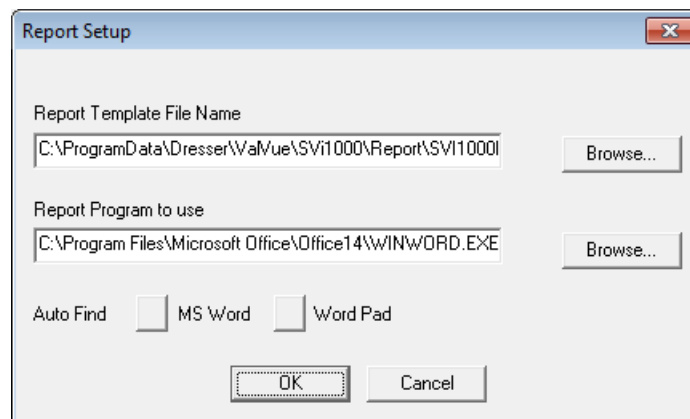 Report Setup
Report Template File Name
C:\ProgramData\Dresser\ValVue\SVi1000\Report\SVI1000
Browse...
Report Program to use
C:\Program Files\Microsoft Office\Office14\WINWORD.EXE
Browse...
Auto Find MS Word Word Pad
OK Cancel